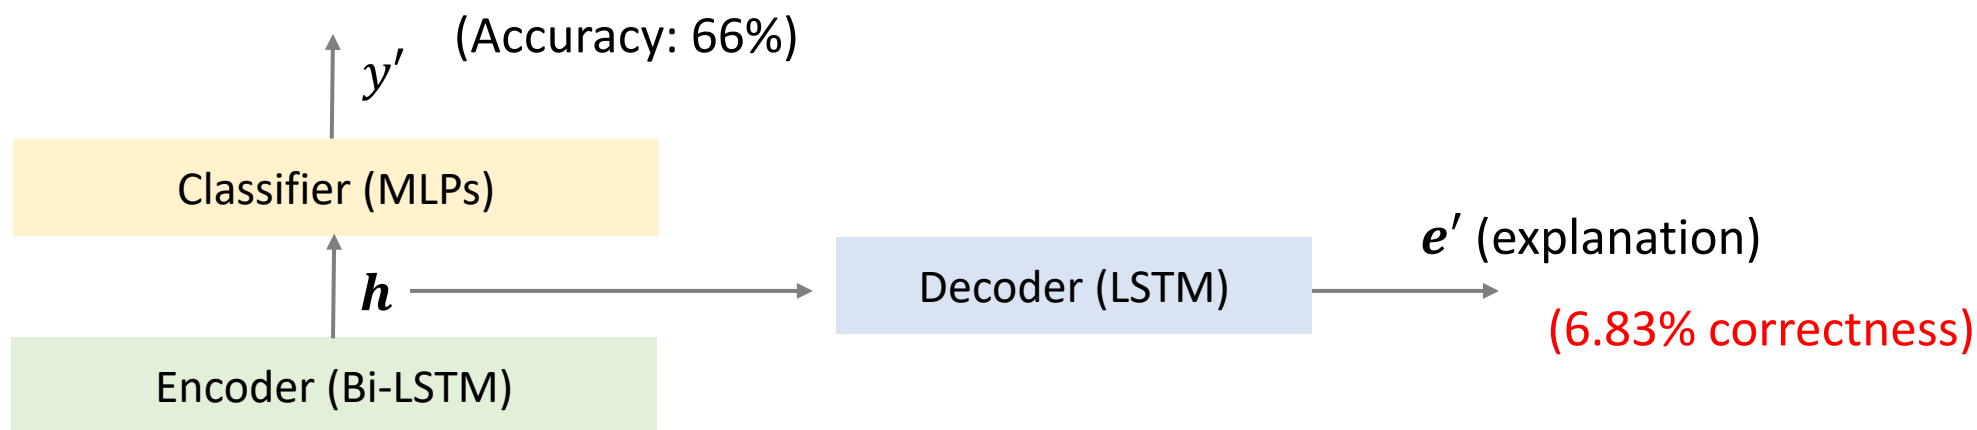 (Accuracy: 66%)
y′
Classifier (MLPs)
e′ (explanation)
h
Decoder (LSTM)
(6.83% correctness)
Encoder (Bi-LSTM)